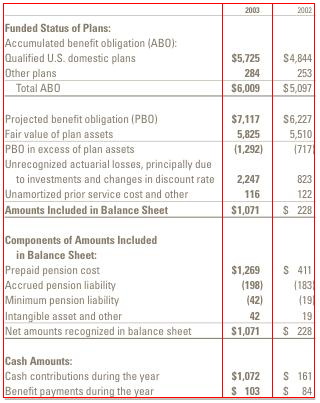 2003 2002
Funded Status of Plans:
Accumulated benefit obligation (ABO):
Qualified U.S. domestic plans $5,725 $4,844
Other plans 284 253
Total ABO $6,009 $5,097
Projected benefit obligation (PBO) $7,117 $6,227
Fair value of plan assets 5,825 5,510
PBO in excess of plan assets (1,292) (717)
Unrecognized actuarial losses, principally due
to investments and changes in discount rate 2,247 823
Unamortized prior service cost and other 116 122
Amounts Included in Balance Sheet $1,071 $ 228
Components of Amounts Included
in Balance Sheet:
Prepaid pension cost $1,269 $ 411
Accrued pension liability (198) (183)
Minimum pension liability (42) (19)
Intangible asset and other 42 19
Net amounts recognized in balance sheet $1,071 $ 228
Cash Amounts:
Cash contributions during the year $1,072 $ 161
Benefit payments during the year $ 103 $ 84